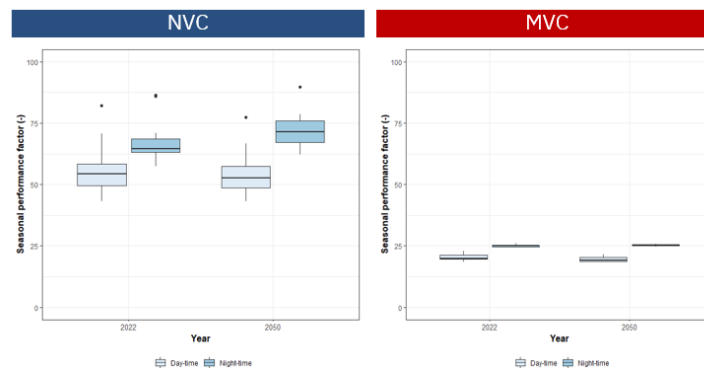 NVC
MVC
Seasonal performance factor (-)
100
75
50
25
0
2022
2050
Year
Day-time
Night-time
Seasonal performance factor (-)
100
75
50
25
0
2022
2050
Year
Day-time
Night-time